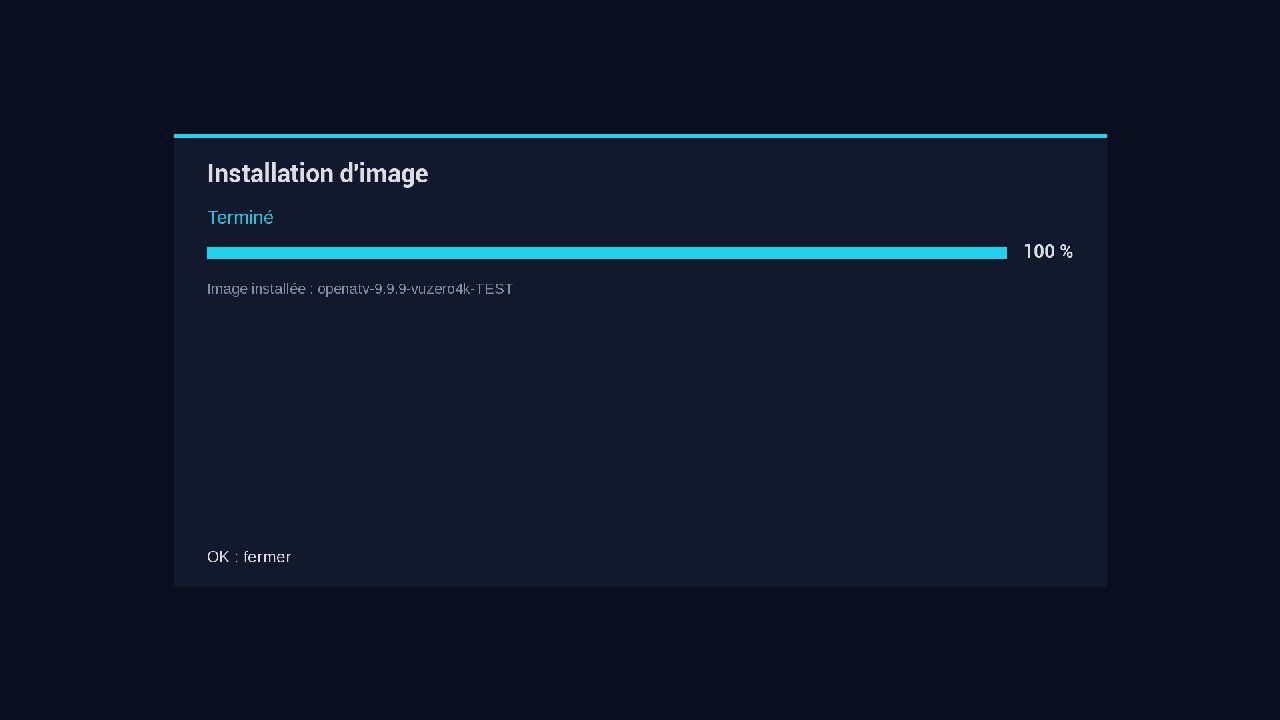 Installation d'image
Terminé
100 %
Image installée : openatv-9.9.9-vuzero4k-TEST
OK : fermer